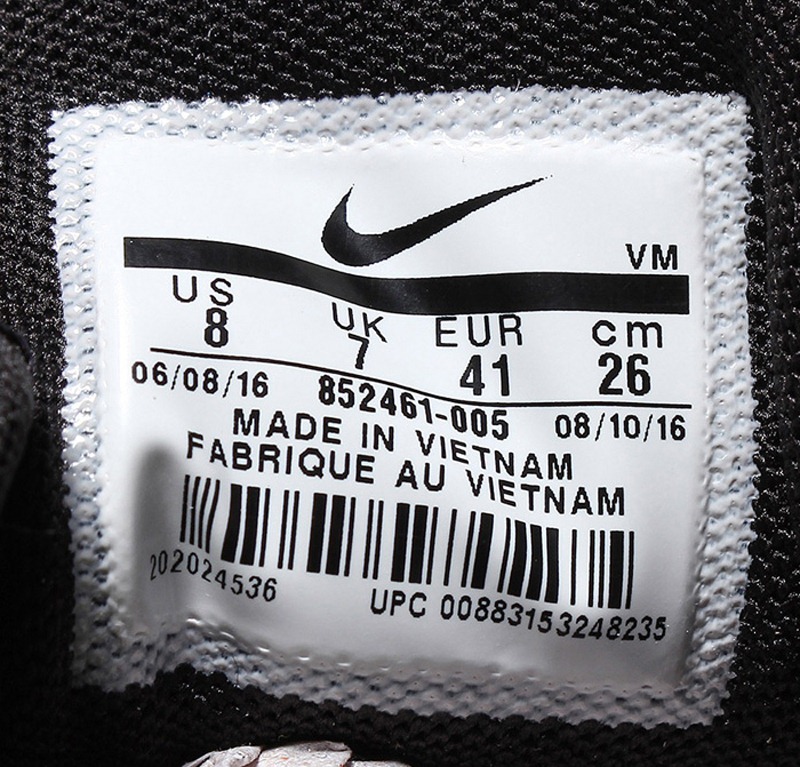 VM
US UK EUR cm
8 7 41 26
06/08/16 852461-005 08/10/16
MADE IN VIETNAM
FABRIQUE AU VIETNAM
202024536
UPC 00883153248235